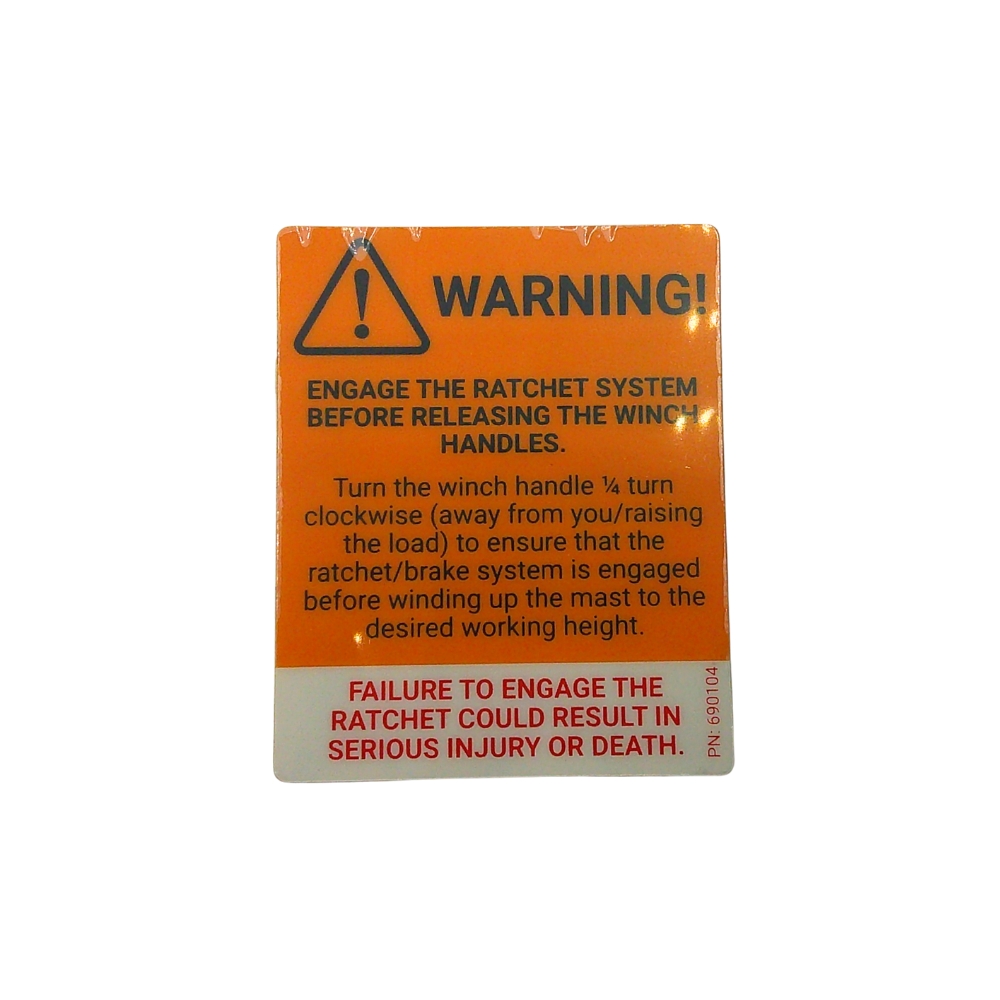 WARNING!
ENGAGE THE RATCHET SYSTEM
BEFORE RELEASING THE WINCH
HANDLES.
Turn the winch handle ¼ turn
clockwise (away from you/raising
the load) to ensure that the
ratchet/brake system is engaged
before winding up the mast to the
desired working height.
FAILURE TO ENGAGE THE
RATCHET COULD RESULT IN
SERIOUS INJURY OR DEATH.
PN: 690104